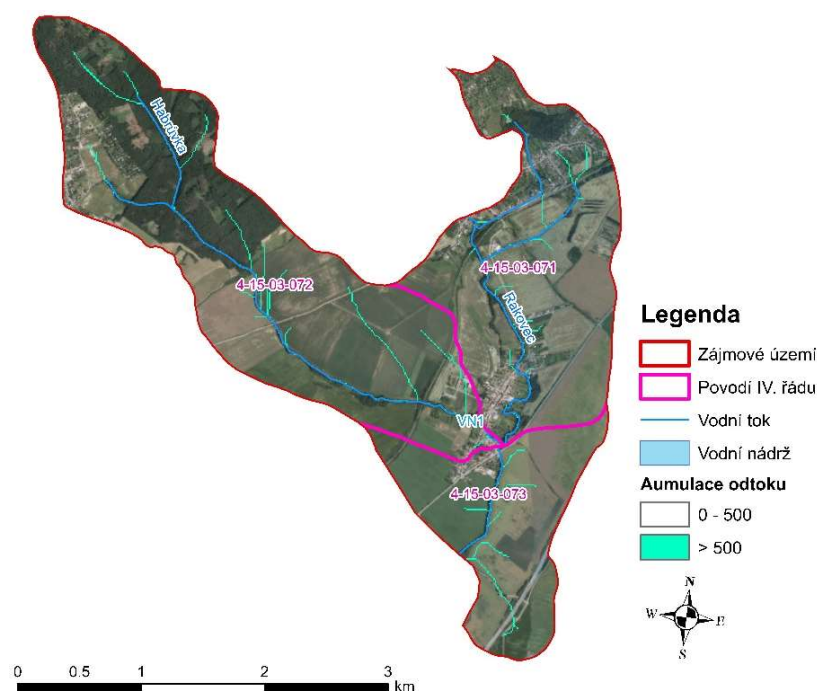 Habrůvka
4-15-03-072
4-15-03-071
Rakovec
VN1
4-15-03-073
Legenda
Zájmové území
Povodí IV. řádu
Vodní tok
Vodní nádrž
Aumulace odtoku
0 - 500
> 500
N
W E
S
0 0.5 1 2 3
km